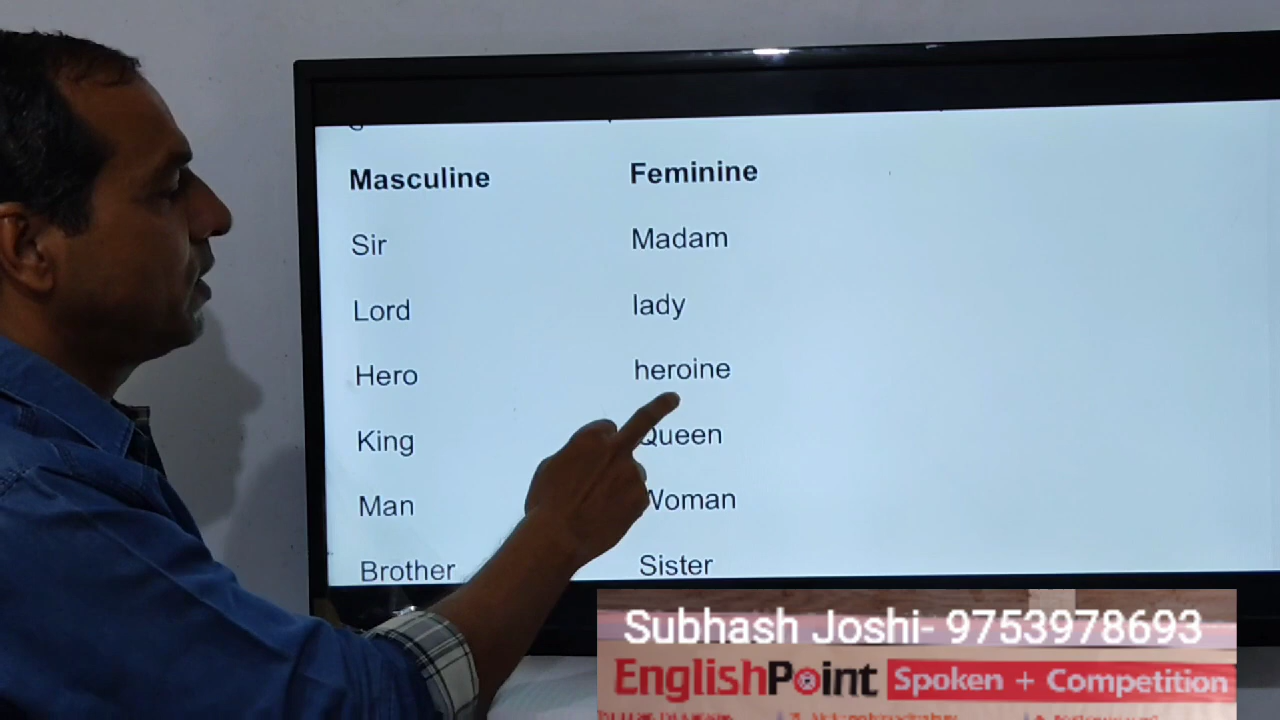 Masculine Feminine
Sir Madam
Lord lady
Hero heroine
King Queen
Man Woman
Brother Sister
Subhash Joshi- 9753978693
EnglishPoint Spoken + Competition